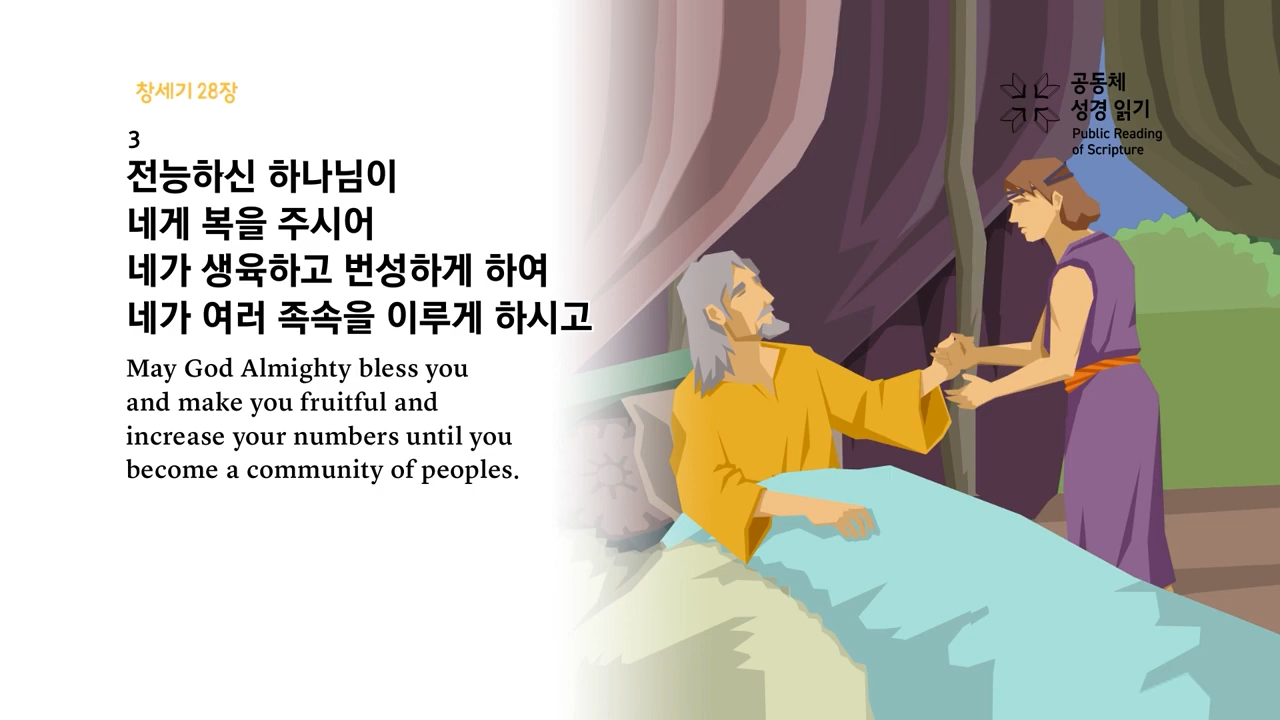 창세기 28장
3
전능하신 하나님이
네게 복을 주시어
네가 생육하고 번성하게 하여
네가 여러 족속을 이루게 하시고
May God Almighty bless you
and make you fruitful and
increase your numbers until you
become a community of peoples.
공동체
성경 읽기
Public Reading
of Scripture